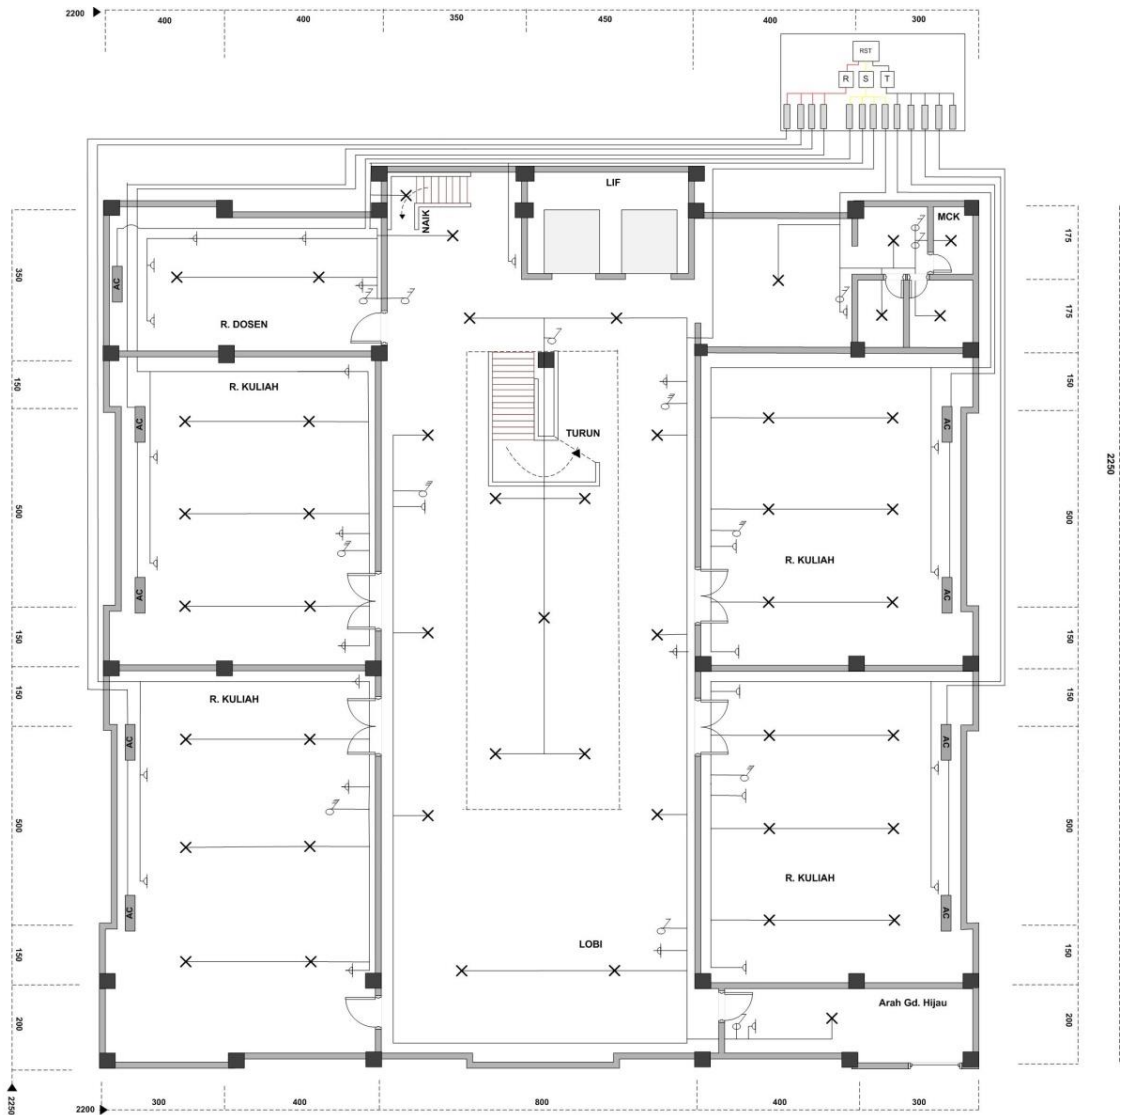 2200
400
400
350
450
400
300
RST
R
S
T
LIF
NAIK
MCK
AC
R. DOSEN
350
175
175
R. KULIAH
AC
AC
TURUN
R. KULIAH
AC
AC
150
500
150
150
500
150
2250
R. KULIAH
AC
AC
LOBI
R. KULIAH
AC
AC
Arah Gd. Hijau
150
500
150
150
500
150
200
200
2250
2200
300
400
800
400
300